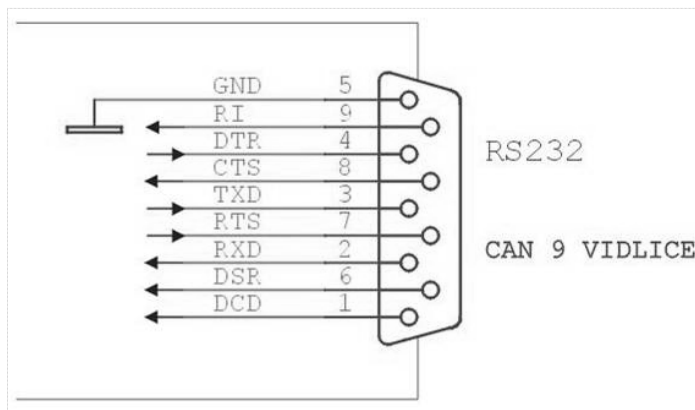 GND 5
RI 9
DTR 4
CTS 8
TXD 3
RTS 7
RXD 2
DSR 6
DCD 1
RS232
CAN 9 VIDLICE